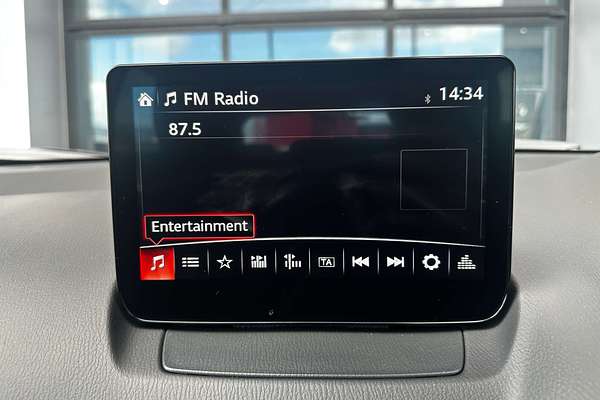 FM Radio
14:34
87.5
Entertainment
TA